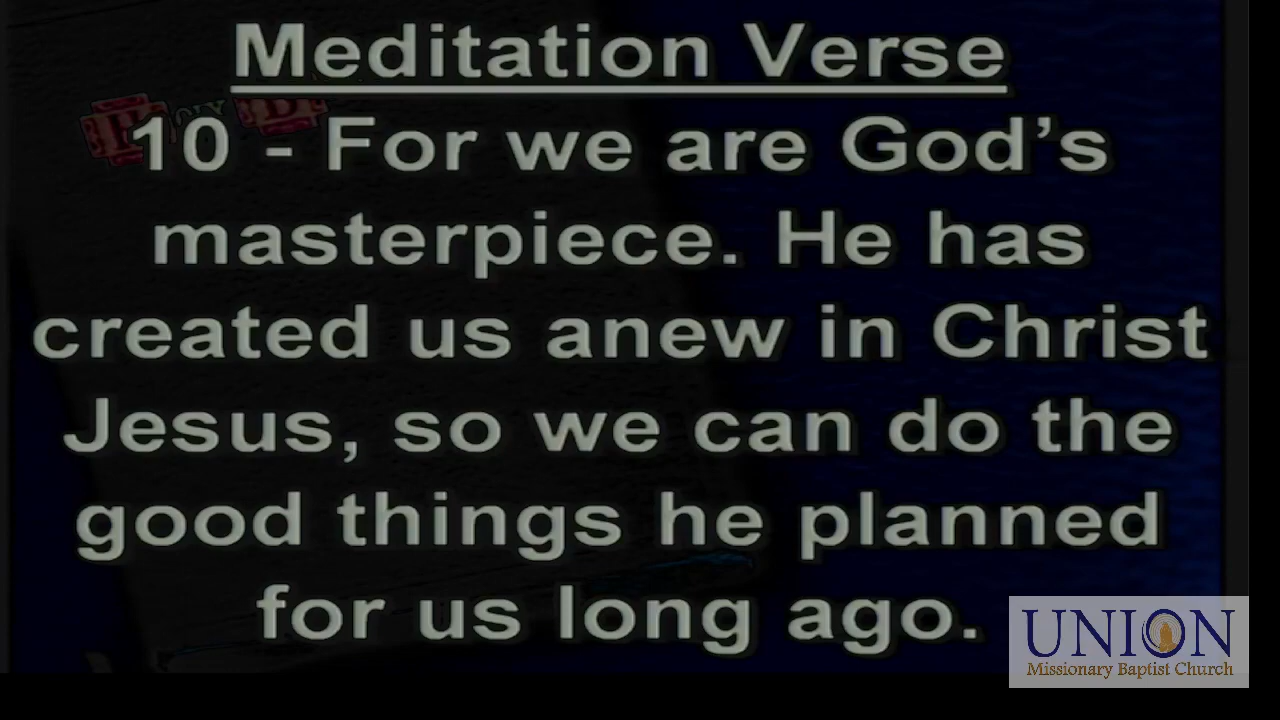 Meditation Verse
10 - For we are God’s
masterpiece. He has
created us anew in Christ
Jesus, so we can do the
good things he planned
for us long ago.
UNION
Missionary Baptist Church